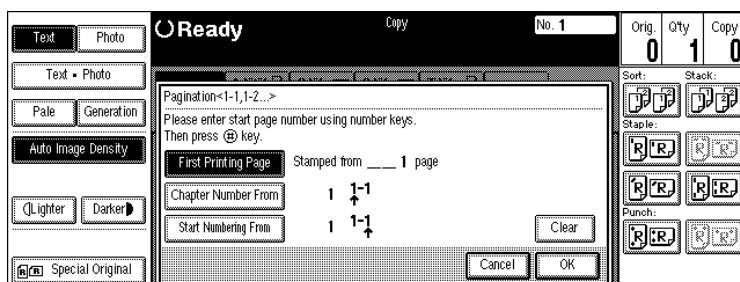 Text
Photo
Ready
Copy
No. 1
Orig.
Q'ty
Copy
0
1
0
Text • Photo
Pale
Generation
Auto Image Density
Lighter
Darker
Special Original
Pagination<1-1,1-2...>
Please enter start page number using number keys.
Then press # key.
First Printing Page
Stamped from ___ 1 page
Chapter Number From
1 1-1
Start Numbering From
1 1-1
Clear
Cancel
OK
Sort:
Stack:
Staple:
Punch: